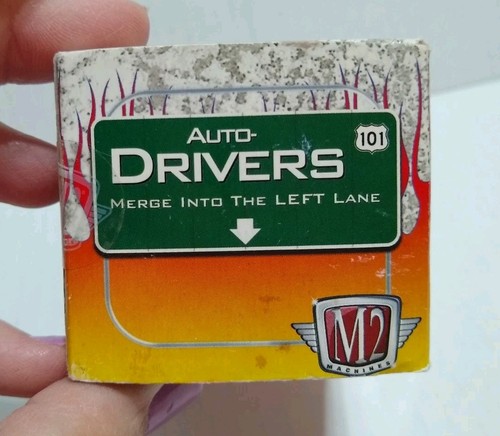 AUTO-
DRIVERS
101
MERGE INTO THE LEFT LANE
M2
MACHINES